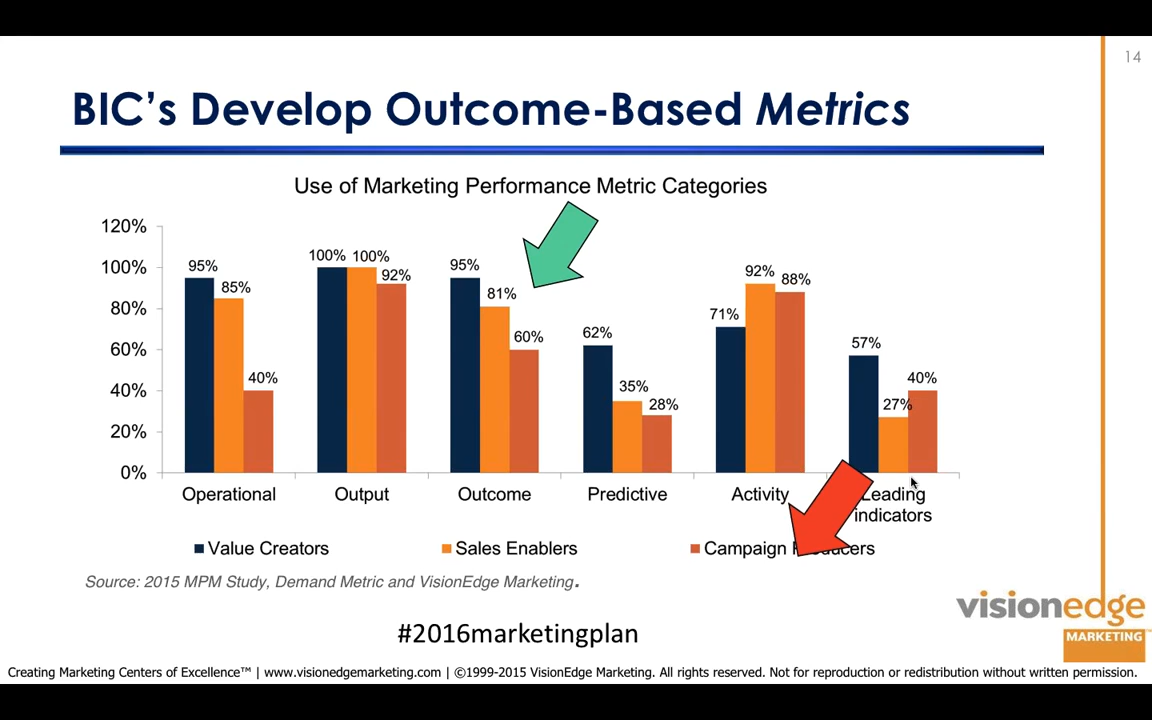 14
BIC's Develop Outcome-Based Metrics
Use of Marketing Performance Metric Categories
120%
100%
80%
60%
40%
20%
0%
95%
85%
40%
100%
100%
92%
95%
81%
60%
62%
35%
28%
71%
92%
88%
57%
27%
40%
Operational
Output
Outcome
Predictive
Activity
Leading
indicators
Value Creators
Sales Enablers
Campaign
Source: 2015 MPM Study, Demand Metric and VisionEdge Marketing.
visionedge
MARKETING
#2016marketingplan
Creating Marketing Centers of Excellence™ | www.visionedgemarketing.com | ©1999-2015 VisionEdge Marketing. All rights reserved. Not for reproduction or redistribution without written permission.